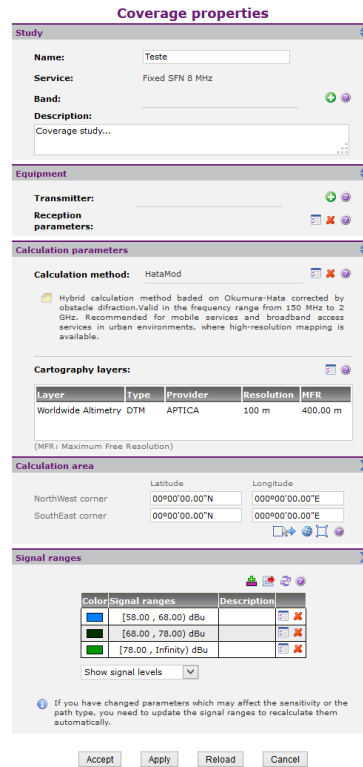 Coverage properties
Study
Name: Teste
Service: Fixed SFN 8 MHz
Band:
Description:
Coverage study...
Equipment
Transmitter:
Reception
parameters:
Calculation parameters
Calculation method: HataMod
Hybrid calculation method baded on Okumura-Hata corrected by
obstacle difraction.Valid in the frequency range from 150 MHz to 2
GHz. Recommended for mobile services and broadband access
services in urban environments, where high-resolution mapping is
available.
Cartography layers:
Layer Type Provider Resolution MFR
Worldwide Altimetry DTM APTICA 100 m 400.00 m
(MFR: Maximum Free Resolution)
Calculation area
Latitude Longitude
NorthWest corner 00º00'00.00"N 000º00'00.00"E
SouthEast corner 00º00'00.00"N 000º00'00.00"E
Signal ranges
Color Signal ranges Description
[58.00 , 68.00) dBu
[68.00 , 78.00) dBu
[78.00 , Infinity) dBu
Show signal levels
If you have changed parameters which may affect the sensitivity or the
path type, you need to update the signal ranges to recalculate them
automatically.
Accept Apply Reload Cancel